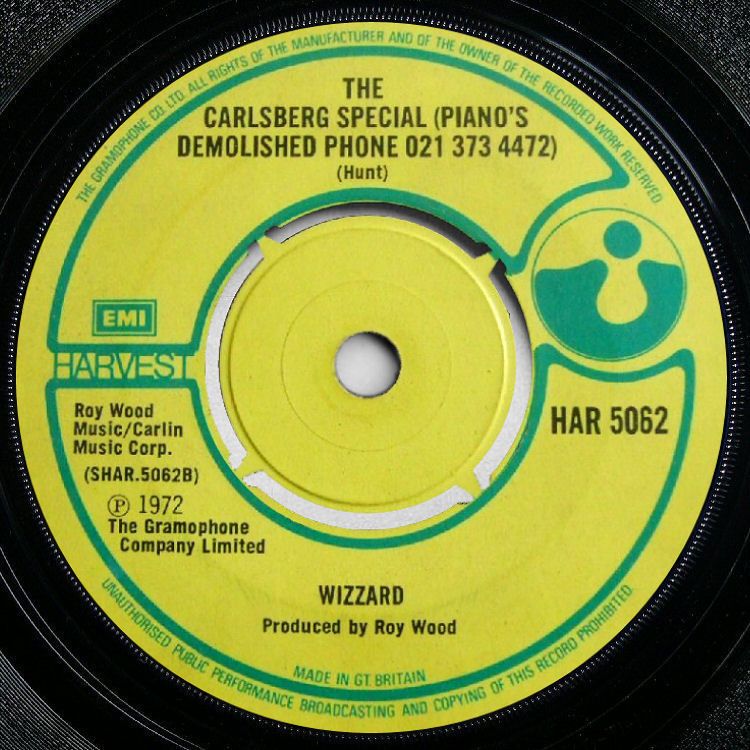 THE GRAMOPHONE CO. LTD. ALL RIGHTS OF THE MANUFACTURER AND OF THE OWNER OF THE RECORDED WORK RESERVED
THE
CARLSBERG SPECIAL (PIANO'S
DEMOLISHED PHONE 021 373 4472)
(Hunt)
EMI
HARVEST
Roy Wood
Music/Carlin
Music Corp.
(SHAR.5062B)
Ⓟ 1972
The Gramophone
Company Limited
HAR 5062
WIZZARD
Produced by Roy Wood
MADE IN GT. BRITAIN
UNAUTHORISED PUBLIC PERFORMANCE BROADCASTING AND COPYING OF THIS RECORD PROHIBITED